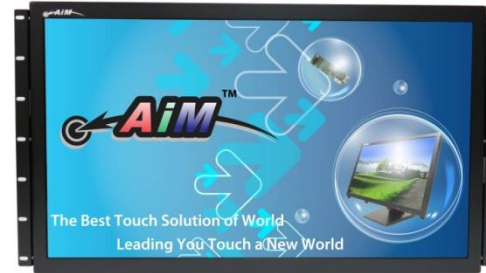 AiM
AiM™
The Best Touch Solution of World
Leading You Touch a New World